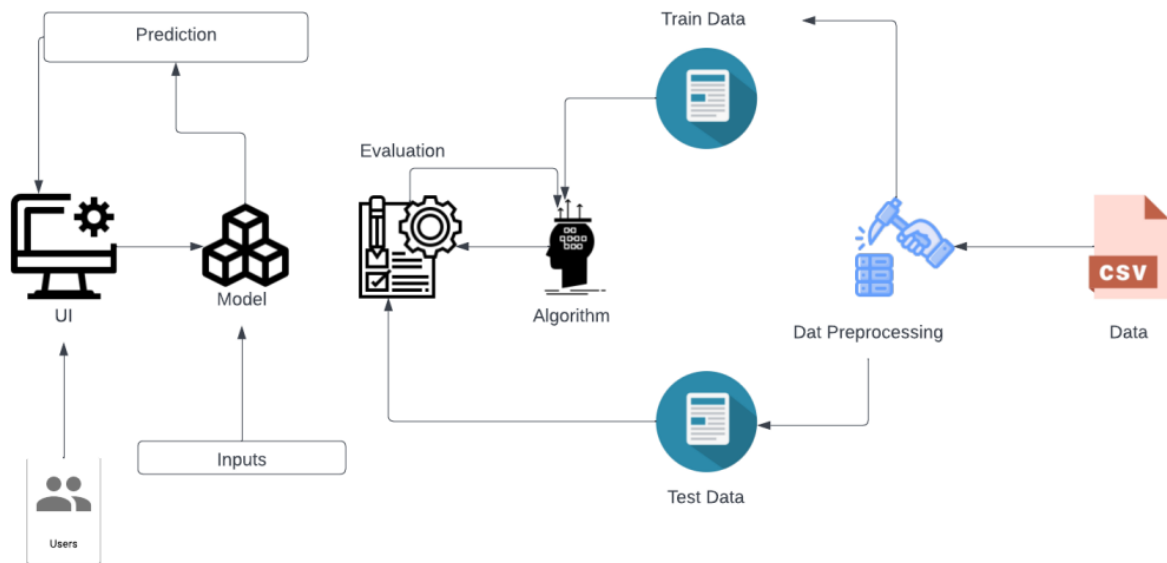 Train Data
Prediction
Evaluation
UI
Model
Algorithm
Dat Preprocessing
CSV
Data
Inputs
Test Data
Users